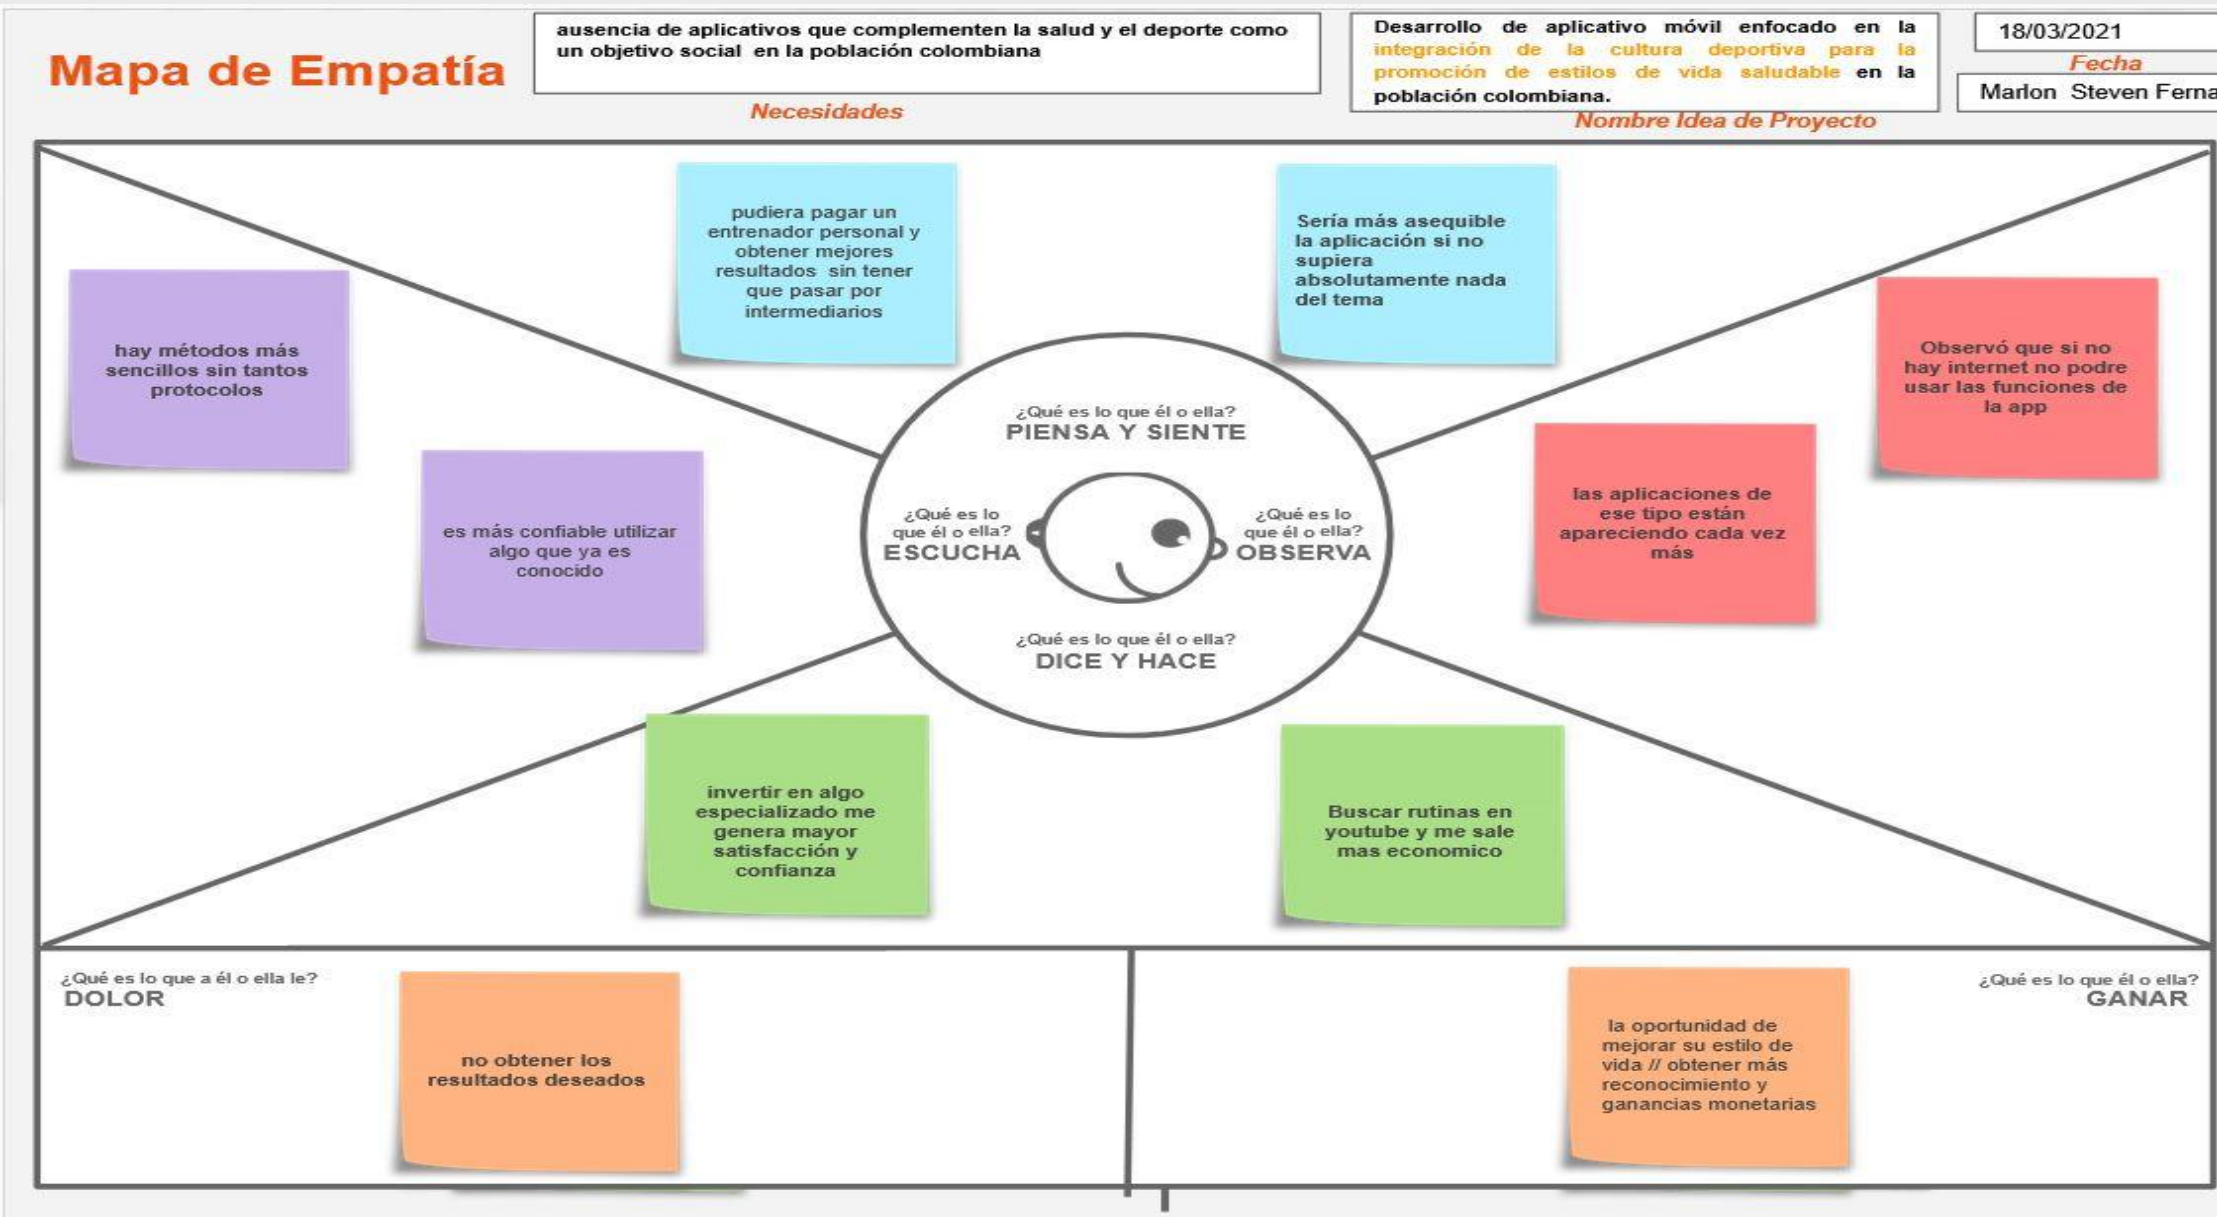 Mapa de Empatía
ausencia de aplicativos que complementen la salud y el deporte como
un objetivo social en la población colombiana
Necesidades
Desarrollo de aplicativo móvil enfocado en la
integración de la cultura deportiva para la
promoción de estilos de vida saludable en la
población colombiana.
Nombre Idea de Proyecto
18/03/2021
Fecha
Marlon Steven Ferna
pudiera pagar un
entrenador personal y
obtener mejores
resultados sin tener
que pasar por
intermediarios
Sería más asequible
la aplicación si no
supiera
absolutamente nada
del tema
hay métodos más
sencillos sin tantos
protocolos
es más confiable utilizar
algo que ya es
conocido
Observó que si no
hay internet no podre
usar las funciones de
la app
las aplicaciones de
ese tipo están
apareciendo cada vez
más
¿Qué es lo que él o ella?
PIENSA Y SIENTE
¿Qué es lo
que él o ella?
ESCUCHA
¿Qué es lo
que él o ella?
OBSERVA
¿Qué es lo que él o ella?
DICE Y HACE
invertir en algo
especializado me
genera mayor
satisfacción y
confianza
Buscar rutinas en
youtube y me sale
mas economico
¿Qué es lo que a él o ella le?
DOLOR
no obtener los
resultados deseados
la oportunidad de
mejorar su estilo de
vida // obtener más
reconocimiento y
ganancias monetarias
¿Qué es lo que él o ella?
GANAR